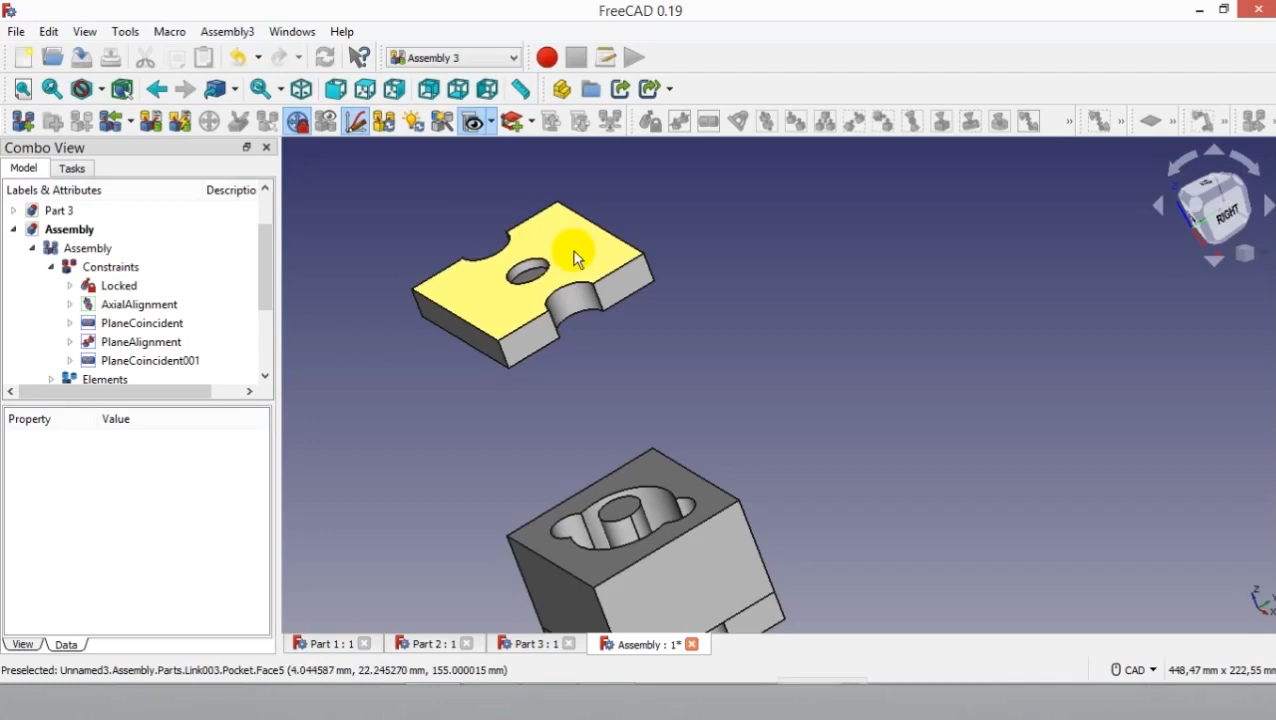 FreeCAD 0.19
File Edit View Tools Macro Assembly3 Windows Help
Assembly 3
Combo View
Model Tasks
Labels & Attributes Descriptio
Part 3
Assembly
Assembly
Constraints
Locked
AxialAlignment
PlaneCoincident
PlaneAlignment
PlaneCoincident001
Elements
Property Value
RIGHT
Z
Z
X
View Data
Part 1 : 1 Part 2 : 1 Part 3 : 1 Assembly : 1*
Preselected: Unnamed3.Assembly.Parts.Link003.Pocket.Face5 (4.044587 mm, 22.245270 mm, 155.000015 mm) CAD 448,47 mm x 222,55 mm